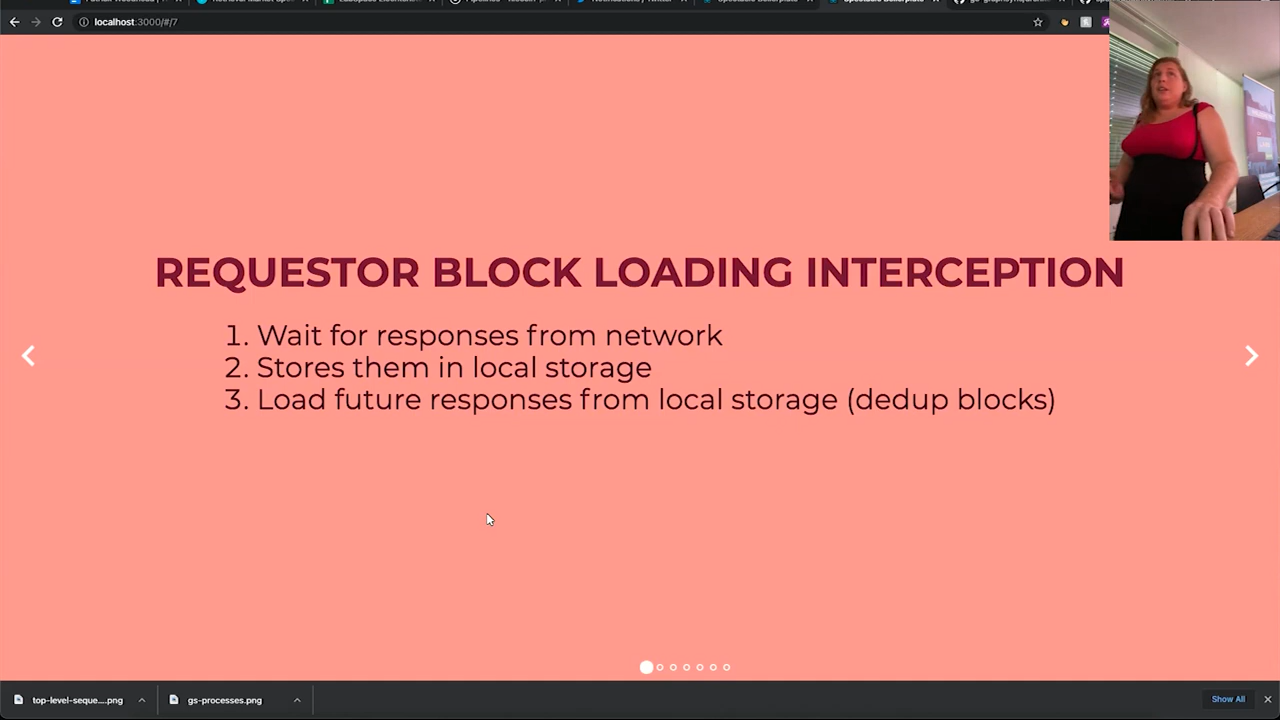 localhost:3000/#/7
REQUESTOR BLOCK LOADING INTERCEPTION
1. Wait for responses from network
2. Stores them in local storage
3. Load future responses from local storage (dedup blocks)
top-level-seque....png
gs-processes.png
Show All